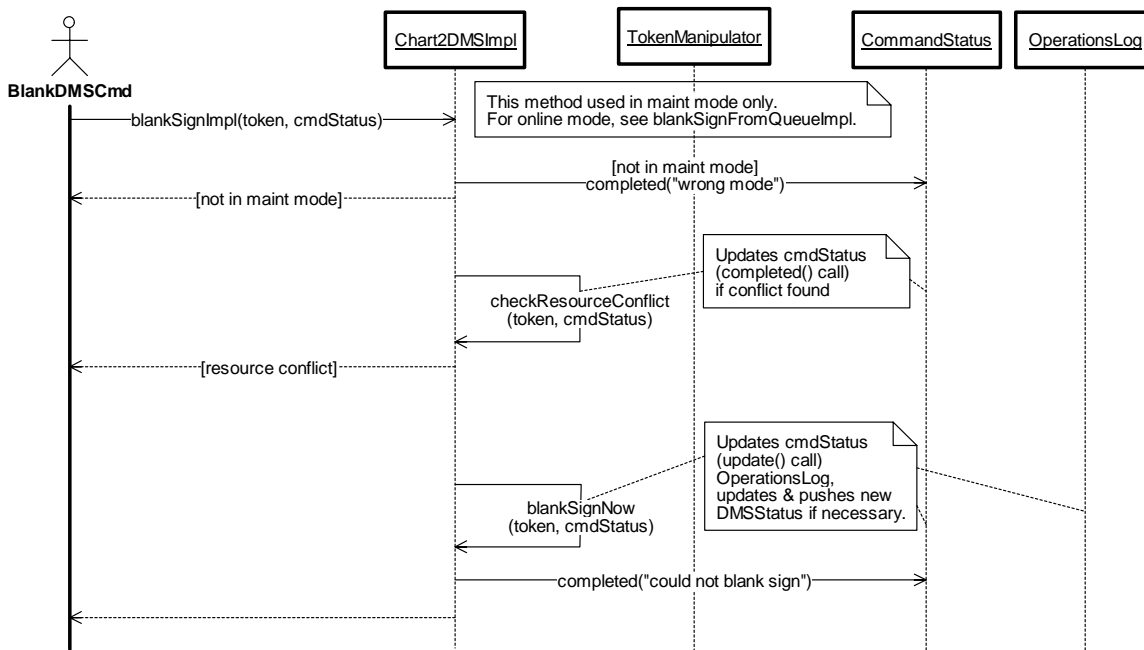 Chart2DMSImpl
TokenManipulator
CommandStatus
OperationsLog
BlankDMSCmd
This method used in maint mode only.
For online mode, see blankSignFromQueueImpl.
blankSignImpl(token, cmdStatus)
[not in maint mode]
completed("wrong mode")
[not in maint mode]
Updates cmdStatus
(completed() call)
if conflict found
checkResourceConflict
(token, cmdStatus)
[resource conflict]
Updates cmdStatus
(update() call)
OperationsLog,
updates & pushes new
DMSStatus if necessary.
blankSignNow
(token, cmdStatus)
completed("could not blank sign")